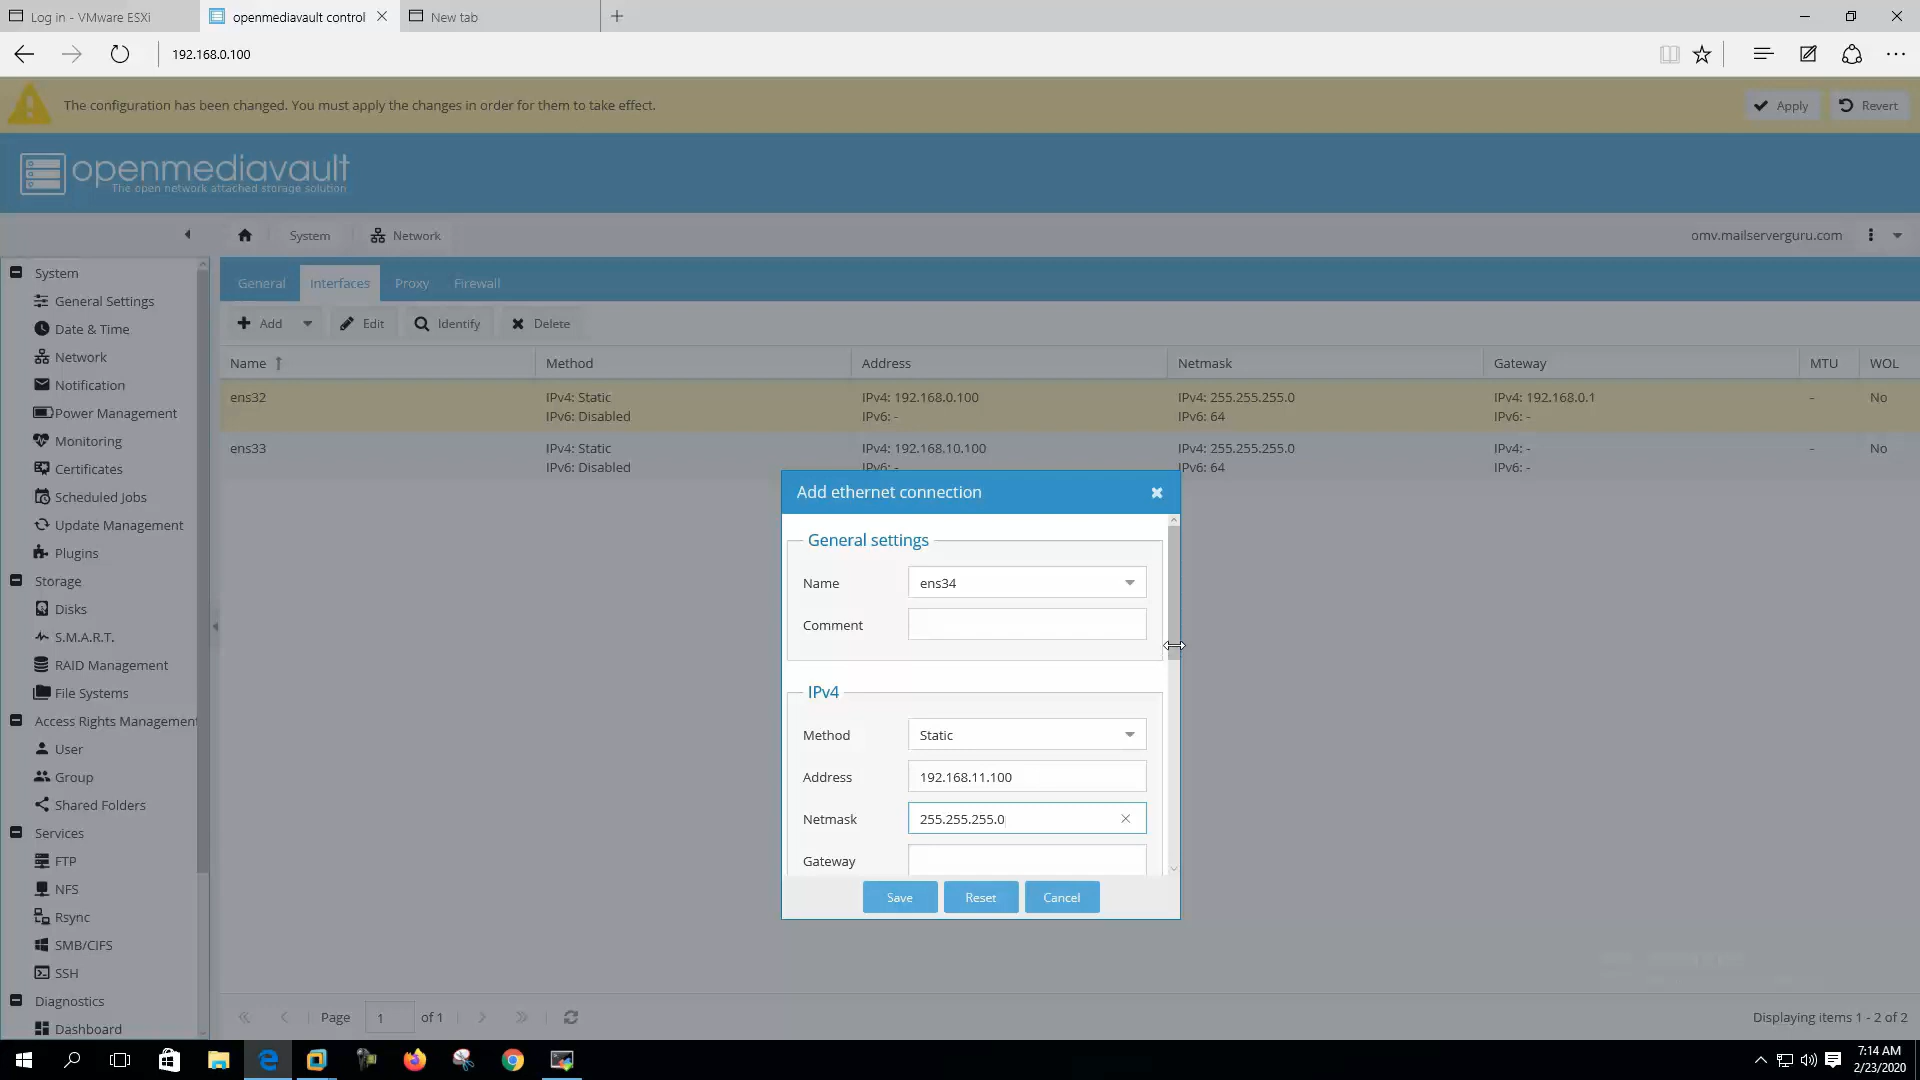 Log in - VMware ESXi
openmediavault control
New tab
192.168.0.100
The configuration has been changed. You must apply the changes in order for them to take effect.
Apply
Revert
openmediavault
The open network attached storage solution
System
Network
omv.mailserverguru.com
System
General Settings
Date & Time
Network
Notification
Power Management
Monitoring
Certificates
Scheduled Jobs
Update Management
Plugins
Storage
Disks
S.M.A.R.T.
RAID Management
File Systems
Access Rights Management
User
Group
Shared Folders
Services
FTP
NFS
Rsync
SMB/CIFS
SSH
Diagnostics
Dashboard
General
Interfaces
Proxy
Firewall
Add
Edit
Identify
Delete
Name
Method
Address
Netmask
Gateway
MTU
WOL
ens32
IPv4: Static
IPv6: Disabled
IPv4: 192.168.0.100
IPv6: -
IPv4: 255.255.255.0
IPv6: 64
IPv4: 192.168.0.1
IPv6: -
-
No
ens33
IPv4: Static
IPv6: Disabled
IPv4: 192.168.10.100
IPv6: -
IPv4: 255.255.255.0
IPv6: 64
IPv4: -
IPv6: -
-
No
Add ethernet connection
General settings
Name
ens34
Comment
IPv4
Method
Static
Address
192.168.11.100
Netmask
255.255.255.0
Gateway
Save
Reset
Cancel
Page
1
of 1
Displaying items 1 - 2 of 2
7:14 AM
2/23/2020